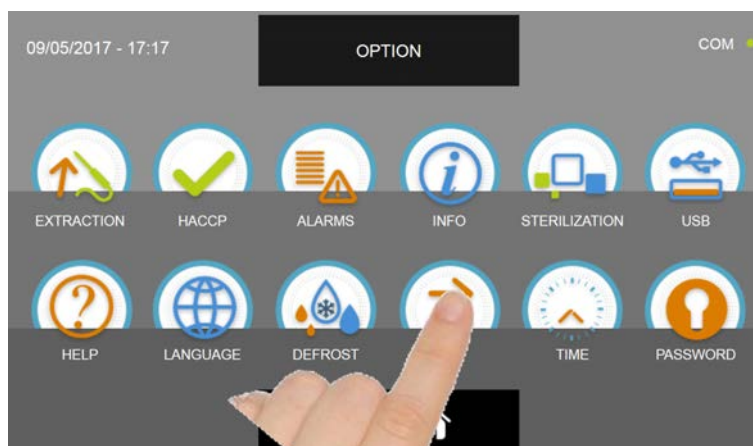 09/05/2017 - 17:17
OPTION
COM
EXTRACTION
HACCP
ALARMS
INFO
STERILIZATION
USB
HELP
LANGUAGE
DEFROST
TIME
PASSWORD